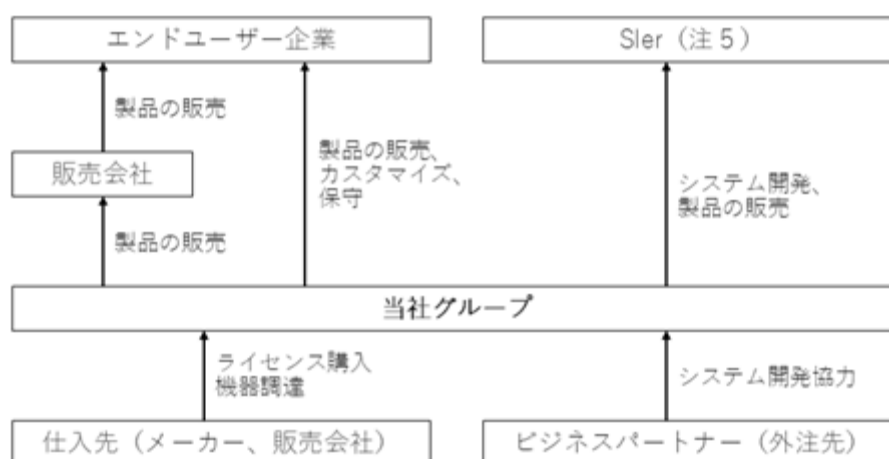 エンドユーザー企業
SIer（注５）
製品の販売
販売会社
製品の販売、
カスタマイズ、
保守
システム開発、
製品の販売
製品の販売
当社グループ
ライセンス購入
機器調達
システム開発協力
仕入先（メーカー、販売会社）
ビジネスパートナー（外注先）